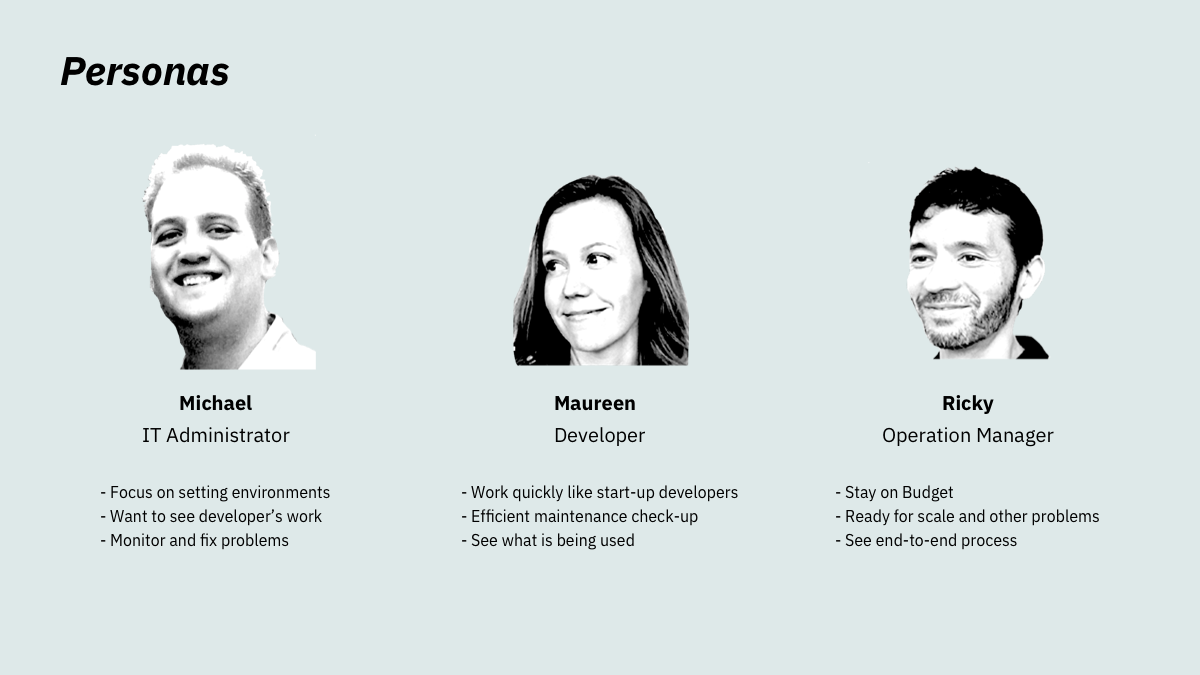 Personas
Michael
IT Administrator
- Focus on setting environments
- Want to see developer’s work
- Monitor and fix problems
Maureen
Developer
- Work quickly like start-up developers
- Efficient maintenance check-up
- See what is being used
Ricky
Operation Manager
- Stay on Budget
- Ready for scale and other problems
- See end-to-end process